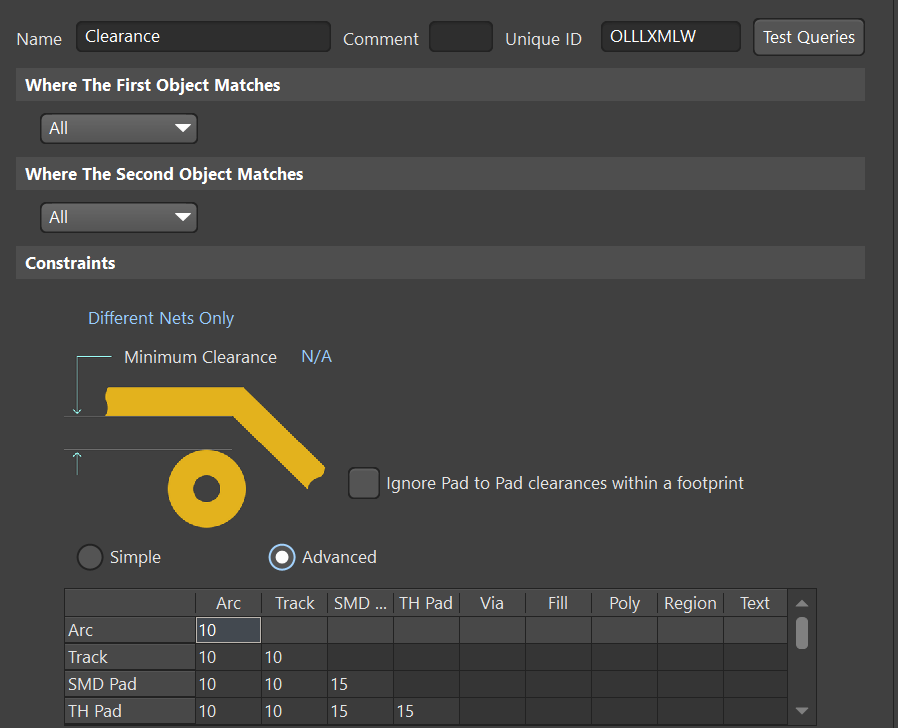 Name Clearance Comment Unique ID OLLLXMLW Test Queries
Where The First Object Matches
All
Where The Second Object Matches
All
Constraints
Different Nets Only
Minimum Clearance N/A
Ignore Pad to Pad clearances within a footprint
Simple Advanced
Arc Track SMD ... TH Pad Via Fill Poly Region Text
Arc 10
Track 10 10
SMD Pad 10 10 15
TH Pad 10 10 15 15